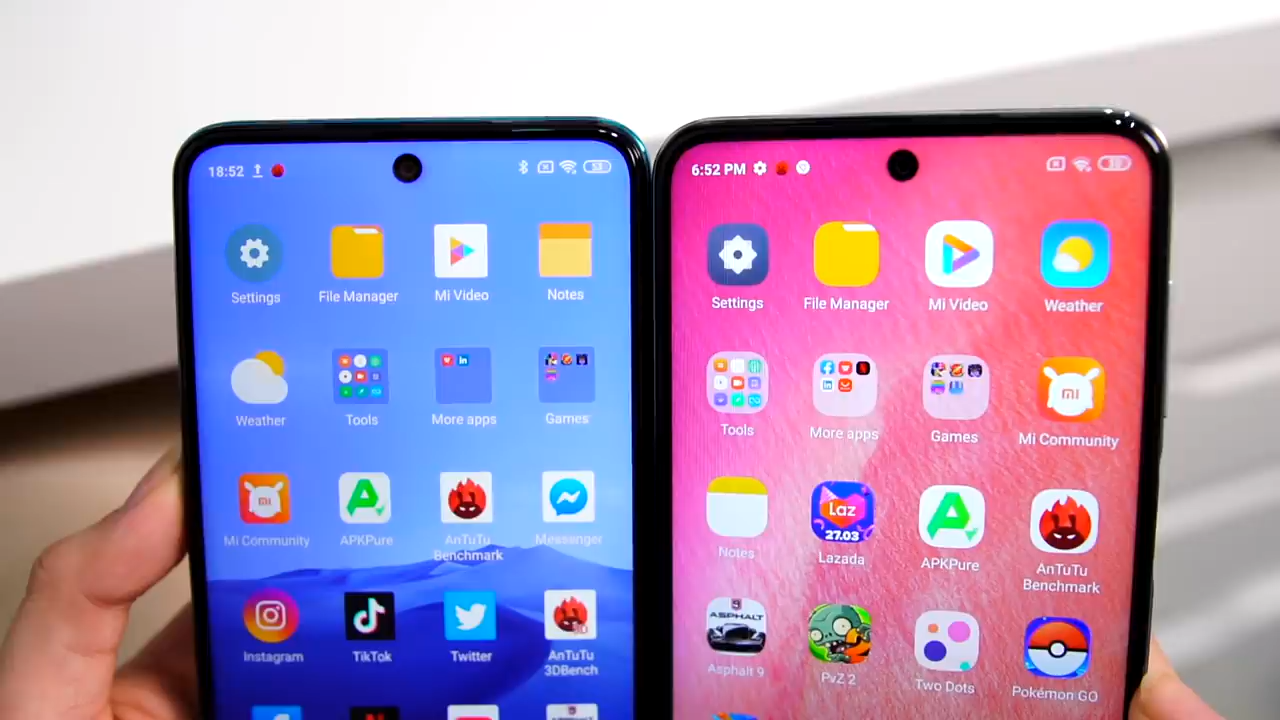 18:52
53
Settings
File Manager
Mi Video
Notes
Weather
Tools
More apps
Games
Mi Community
APKPure
AnTuTu
Benchmark
Messenger
Instagram
TikTok
Twitter
AnTuTu
3DBench
6:52 PM
Settings
File Manager
Mi Video
Weather
Tools
More apps
Games
Mi Community
Notes
Laz
27.03
Lazada
APKPure
AnTuTu
Benchmark
ASPHALT
Asphalt 9
PvZ 2
Two Dots
Pokémon GO